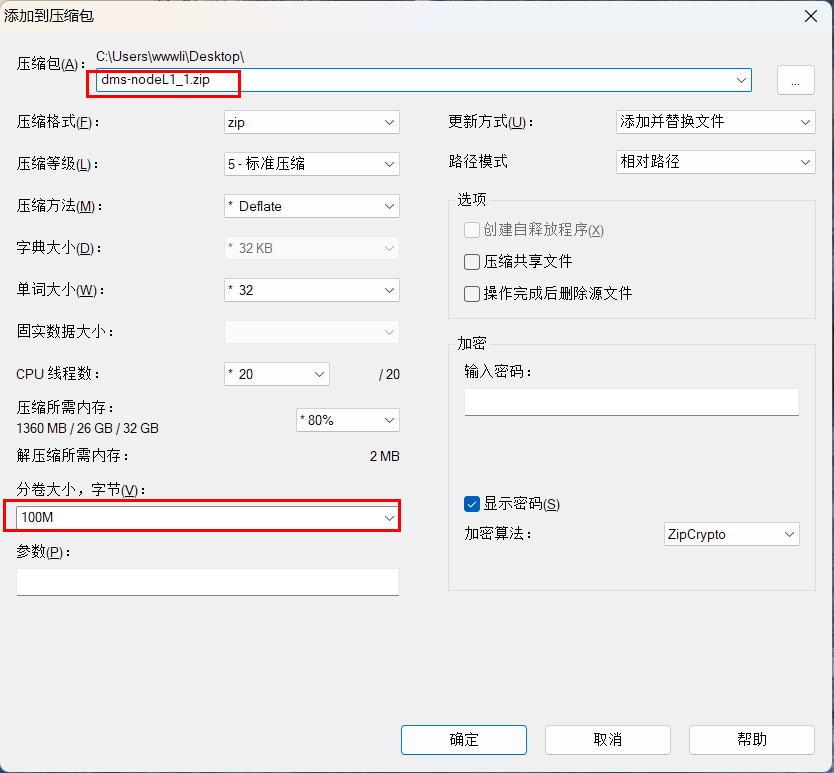 添加到压缩包
压缩包(A)：
C:\Users\wwwli\Desktop\
dms-nodeL1_1.zip
...
压缩格式(F)：
zip
压缩等级(L)：
5 - 标准压缩
压缩方法(M)：
* Deflate
字典大小(D)：
* 32 KB
单词大小(W)：
* 32
固实数据大小：
CPU 线程数：
* 20
/ 20
压缩所需内存：
1360 MB / 26 GB / 32 GB
* 80%
解压缩所需内存：
2 MB
分卷大小，字节(V)：
100M
参数(P)：
更新方式(U)：
添加并替换文件
路径模式
相对路径
选项
创建自释放程序(X)
压缩共享文件
操作完成后删除源文件
加密
输入密码：
显示密码(S)
加密算法：
ZipCrypto
确定
取消
帮助